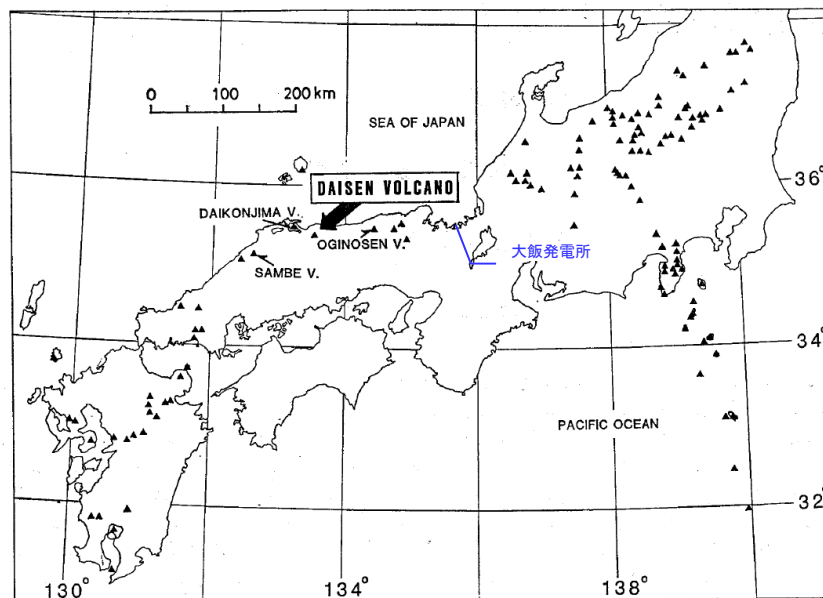 0 100 200 km
SEA OF JAPAN
DAISEN VOLCANO
36°
DAIKONJIMA V.
OGINOSEN V.
大飯発電所
SAMBE V.
34°
PACIFIC OCEAN
32°
130°
134°
138°